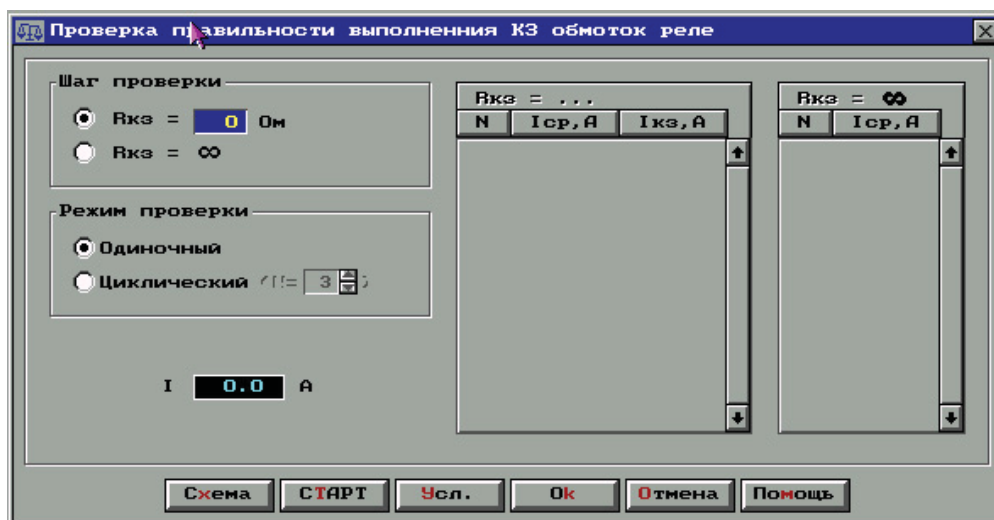 Проверка правильности выполненния КЗ обмоток реле
Шаг проверки
Rкз = 0 Ом
Rкз = ∞
Режим проверки
Одиночный
Циклический 3
I 0.0 A
Rкз = ...
N Iср,А Iкз,А
Rкз = ∞
N Iср,А
Схема СТАРТ Усл. Ok Отмена Помощь